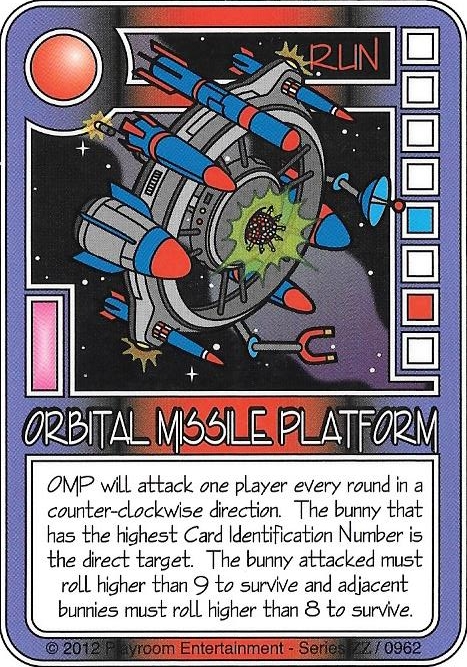 RUN
ORBITAL MISSILE PLATFORM
OMP will attack one player every round in a
counter-clockwise direction. The bunny that
has the highest Card Identification Number is
the direct target. The bunny attacked must
roll higher than 9 to survive and adjacent
bunnies must roll higher than 8 to survive.
© 2012 Playroom Entertainment - Series ZZ / 0962